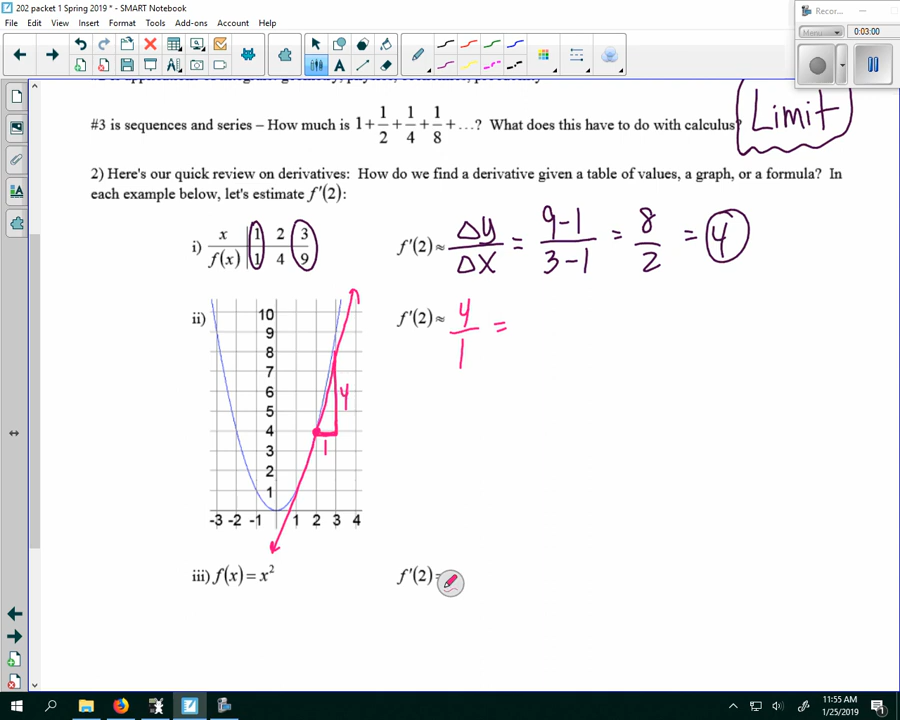 202 packet 1 Spring 2019 * - SMART Notebook
Recor...
File Edit View Insert Format Tools Add-ons Account Help
Menu
03:00:00
#3 is sequences and series – How much is 1 + 1/2 + 1/4 + 1/8 + …? What does this have to do with calculus?
Limit
2) Here's our quick review on derivatives: How do we find a derivative given a table of values, a graph, or a formula? In
each example below, let's estimate f'(2):
i) x 1 2 3
f(x) 1 4 9
f'(2) ≈ Δy/Δx = 9-1/3-1 = 8/2 = 4
ii)
10
9
8
7
6
5
4
3
2
1
-3 -2 -1 1 2 3 4
4
1
f'(2) ≈ 4/1 =
iii) f(x) = x²
f'(2) =
11:55 AM
1/25/2019
1